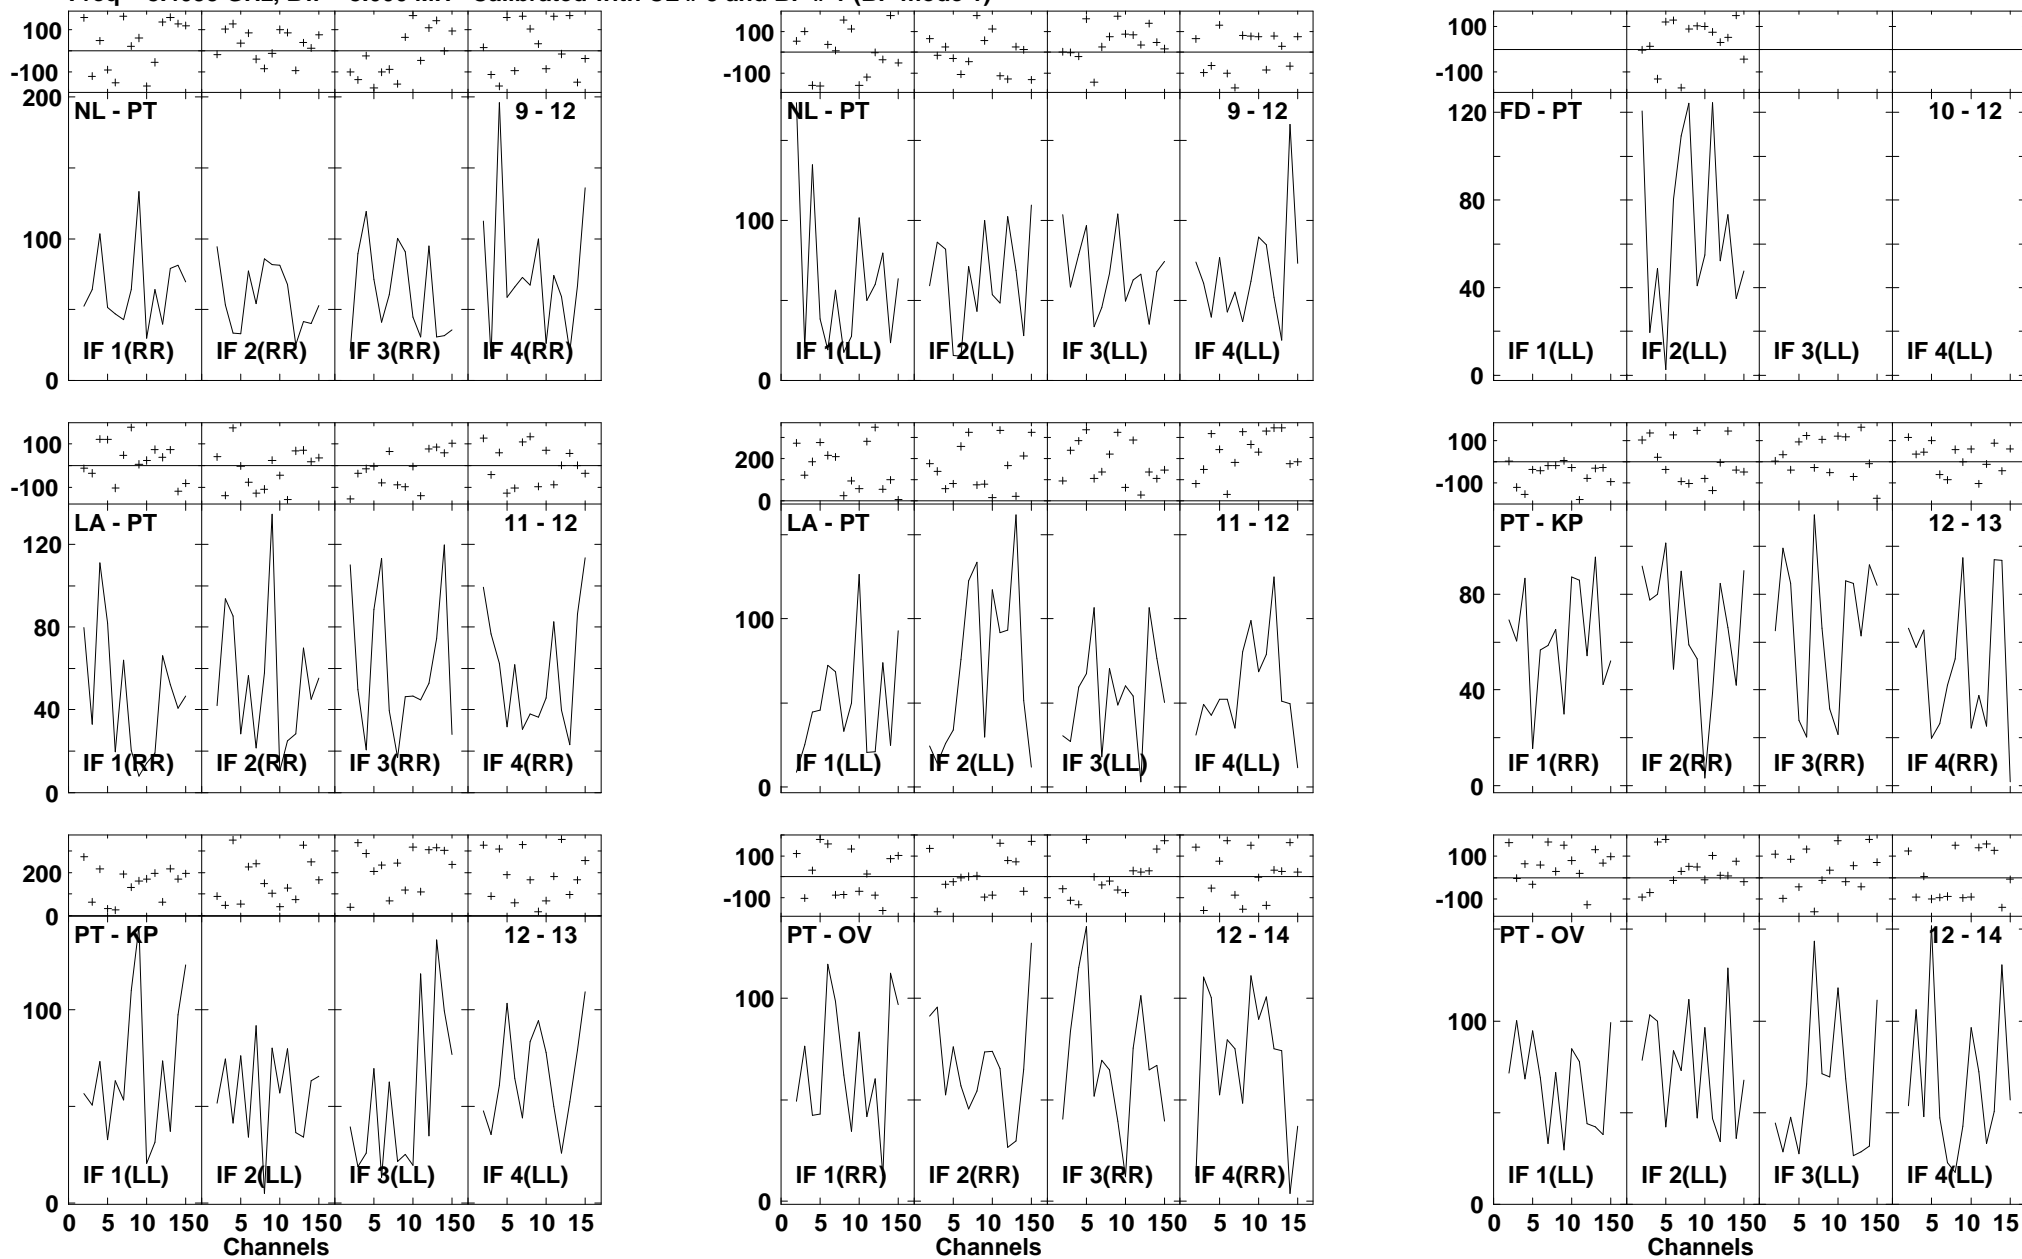 Freq GHz, Calibrated with and BP # (BP mode
100
-100
200
100
0
NL - PT 9 - 12
IF 1(RR) IF 2(RR) IF 3(RR) IF 4(RR)
100
-100
100
0
NL - PT 9 - 12
IF 1(LL) IF 2(LL) IF 3(LL) IF 4(LL)
100
-100
120
80
40
0
FD - PT 10 - 12
IF 1(LL) IF 2(LL) IF 3(LL) IF 4(LL)
100
-100
120
80
40
0
LA - PT 11 - 12
IF 1(RR) IF 2(RR) IF 3(RR) IF 4(RR)
200
0
100
0
LA - PT 11 - 12
IF 1(LL) IF 2(LL) IF 3(LL) IF 4(LL)
100
-100
80
40
0
PT - KP 12 - 13
IF 1(RR) IF 2(RR) IF 3(RR) IF 4(RR)
200
0
100
0
PT - KP 12 - 13
IF 1(LL) IF 2(LL) IF 3(LL) IF 4(LL)
0 5 10 150 5 10 150 5 10 150 5 10 15
Channels
100
-100
100
0
PT - OV 12 - 14
IF 1(RR) IF 2(RR) IF 3(RR) IF 4(RR)
0 5 10 150 5 10 150 5 10 150 5 10 15
Channels
100
-100
100
0
PT - OV 12 - 14
IF 1(LL) IF 2(LL) IF 3(LL) IF 4(LL)
0 5 10 150 5 10 150 5 10 150 5 10 15
Channels